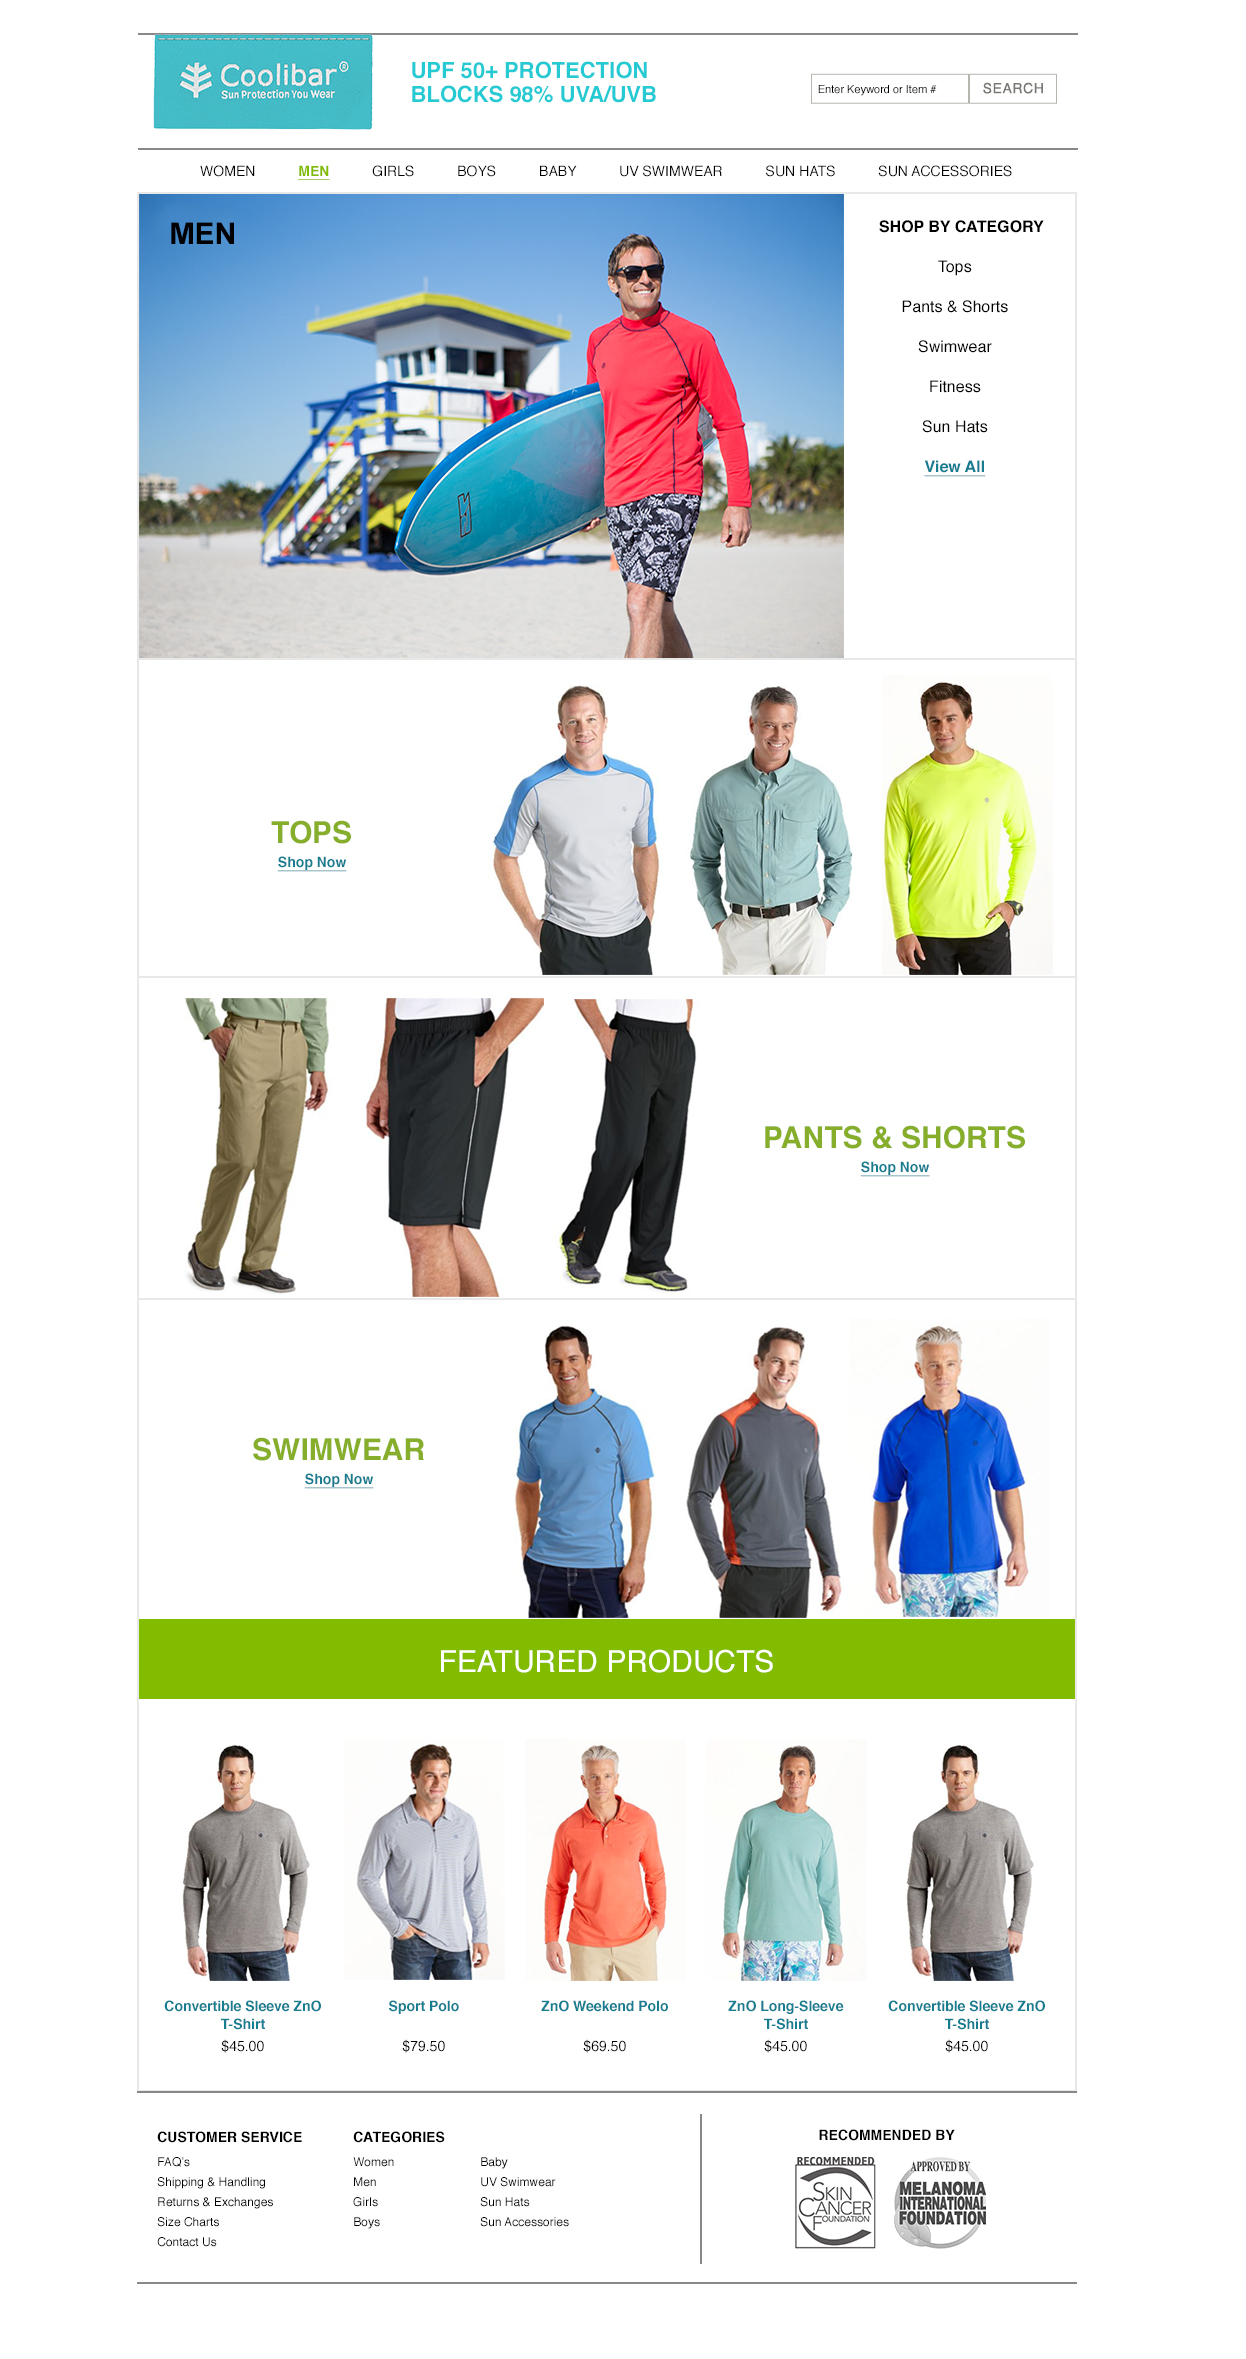 Coolibar®
Sun Protection You Wear
UPF 50+ PROTECTION
BLOCKS 98% UVA/UVB
Enter Keyword or Item #
SEARCH
WOMEN
MEN
GIRLS
BOYS
BABY
UV SWIMWEAR
SUN HATS
SUN ACCESSORIES
MEN
SHOP BY CATEGORY
Tops
Pants & Shorts
Swimwear
Fitness
Sun Hats
View All
TOPS
Shop Now
PANTS & SHORTS
Shop Now
SWIMWEAR
Shop Now
FEATURED PRODUCTS
Convertible Sleeve ZnO
T-Shirt
$45.00
Sport Polo
$79.50
ZnO Weekend Polo
$69.50
ZnO Long-Sleeve
T-Shirt
$45.00
Convertible Sleeve ZnO
T-Shirt
$45.00
CUSTOMER SERVICE
FAQ's
Shipping & Handling
Returns & Exchanges
Size Charts
Contact Us
CATEGORIES
Women
Men
Girls
Boys
Baby
UV Swimwear
Sun Hats
Sun Accessories
RECOMMENDED BY
RECOMMENDED
SKIN
CANCER
FOUNDATION
APPROVED BY
MELANOMA
INTERNATIONAL
FOUNDATION